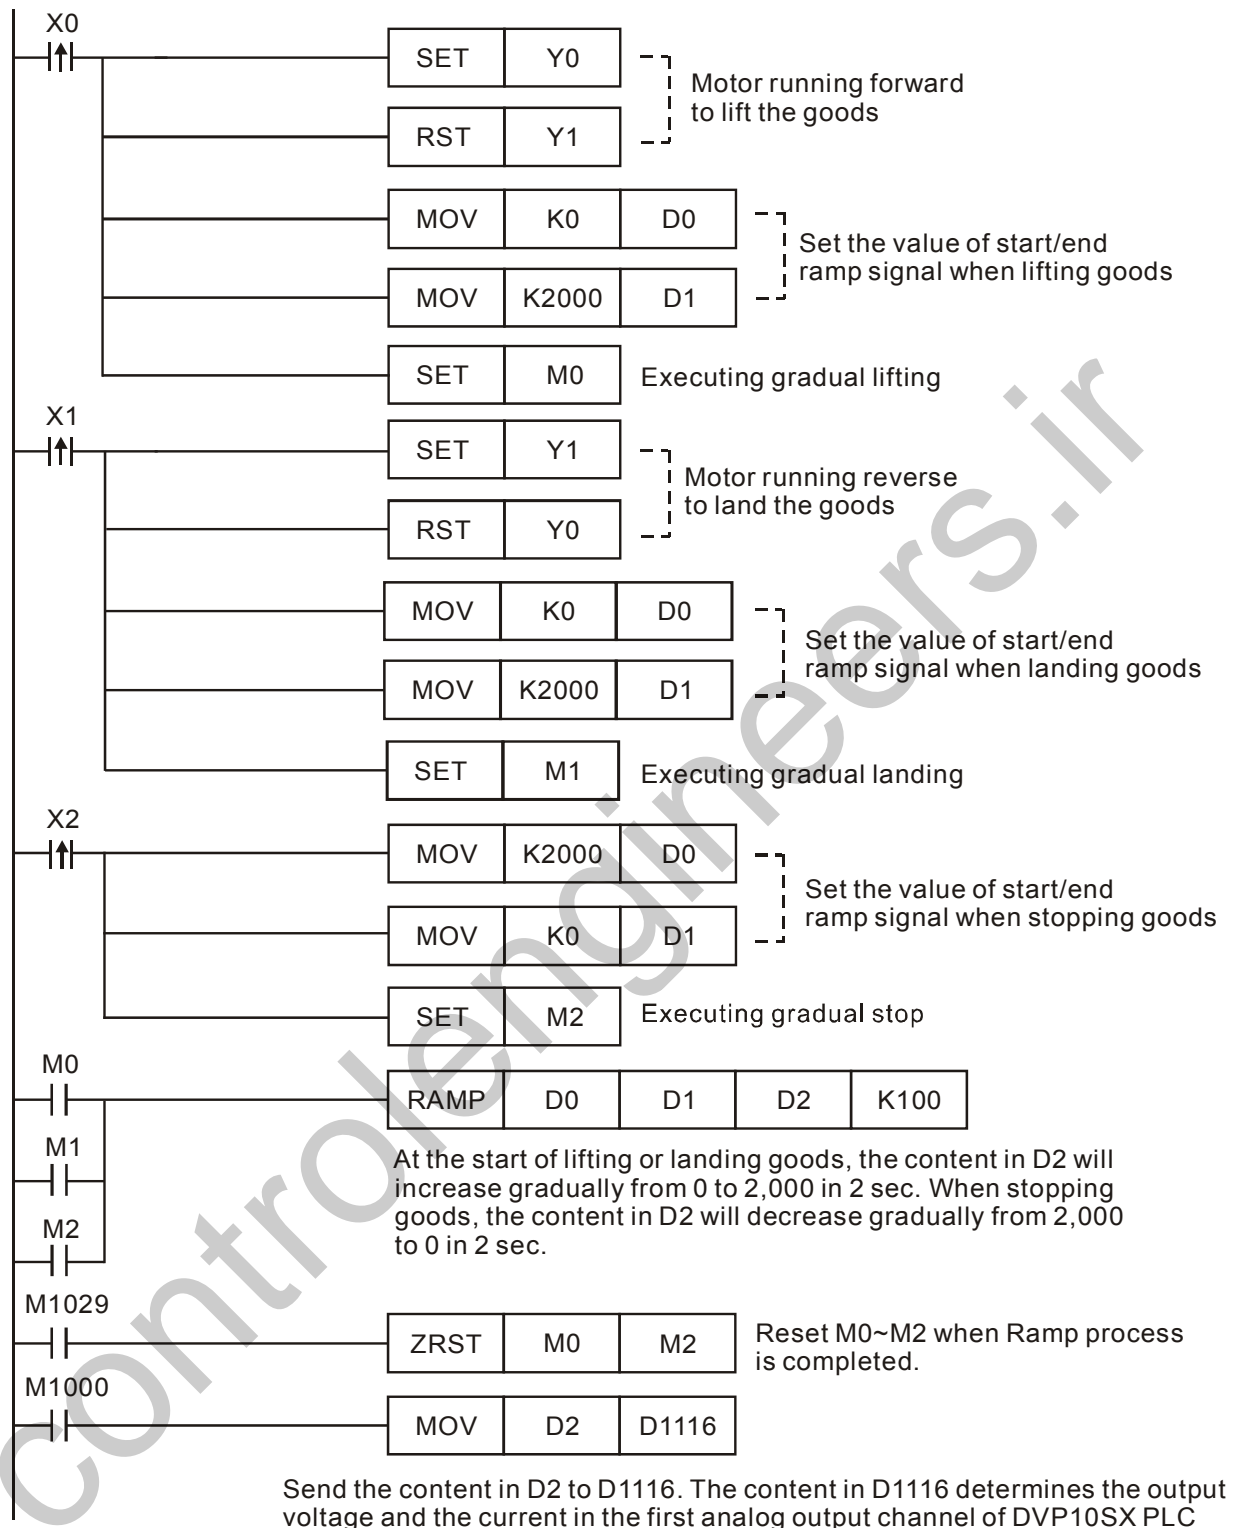 X0
SET Y0
Motor running forward
to lift the goods
RST Y1
MOV K0 D0
Set the value of start/end
ramp signal when lifting goods
MOV K2000 D1
SET M0 Executing gradual lifting
X1
SET Y1
Motor running reverse
to land the goods
RST Y0
MOV K0 D0
Set the value of start/end
ramp signal when landing goods
MOV K2000 D1
SET M1 Executing gradual landing
X2
MOV K2000 D0
Set the value of start/end
ramp signal when stopping goods
MOV K0 D1
SET M2 Executing gradual stop
M0
RAMP D0 D1 D2 K100
M1
At the start of lifting or landing goods, the content in D2 will
increase gradually from 0 to 2,000 in 2 sec. When stopping
goods, the content in D2 will decrease gradually from 2,000
to 0 in 2 sec.
M2
M1029
ZRST M0 M2
Reset M0~M2 when Ramp process
is completed.
M1000
MOV D2 D1116
Send the content in D2 to D1116. The content in D1116 determines the output
voltage and the current in the first analog output channel of DVP10SX PLC
controlengineers.ir